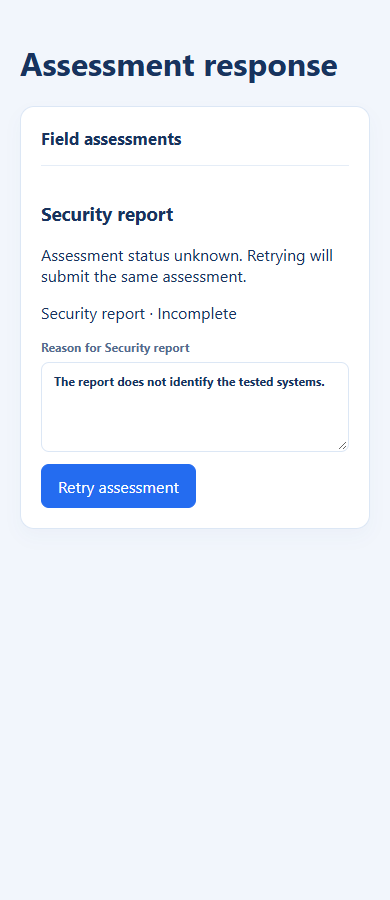 Assessment response
Field assessments
Security report
Assessment status unknown. Retrying will
submit the same assessment.
Security report · Incomplete
Reason for Security report
The report does not identify the tested systems.
Retry assessment